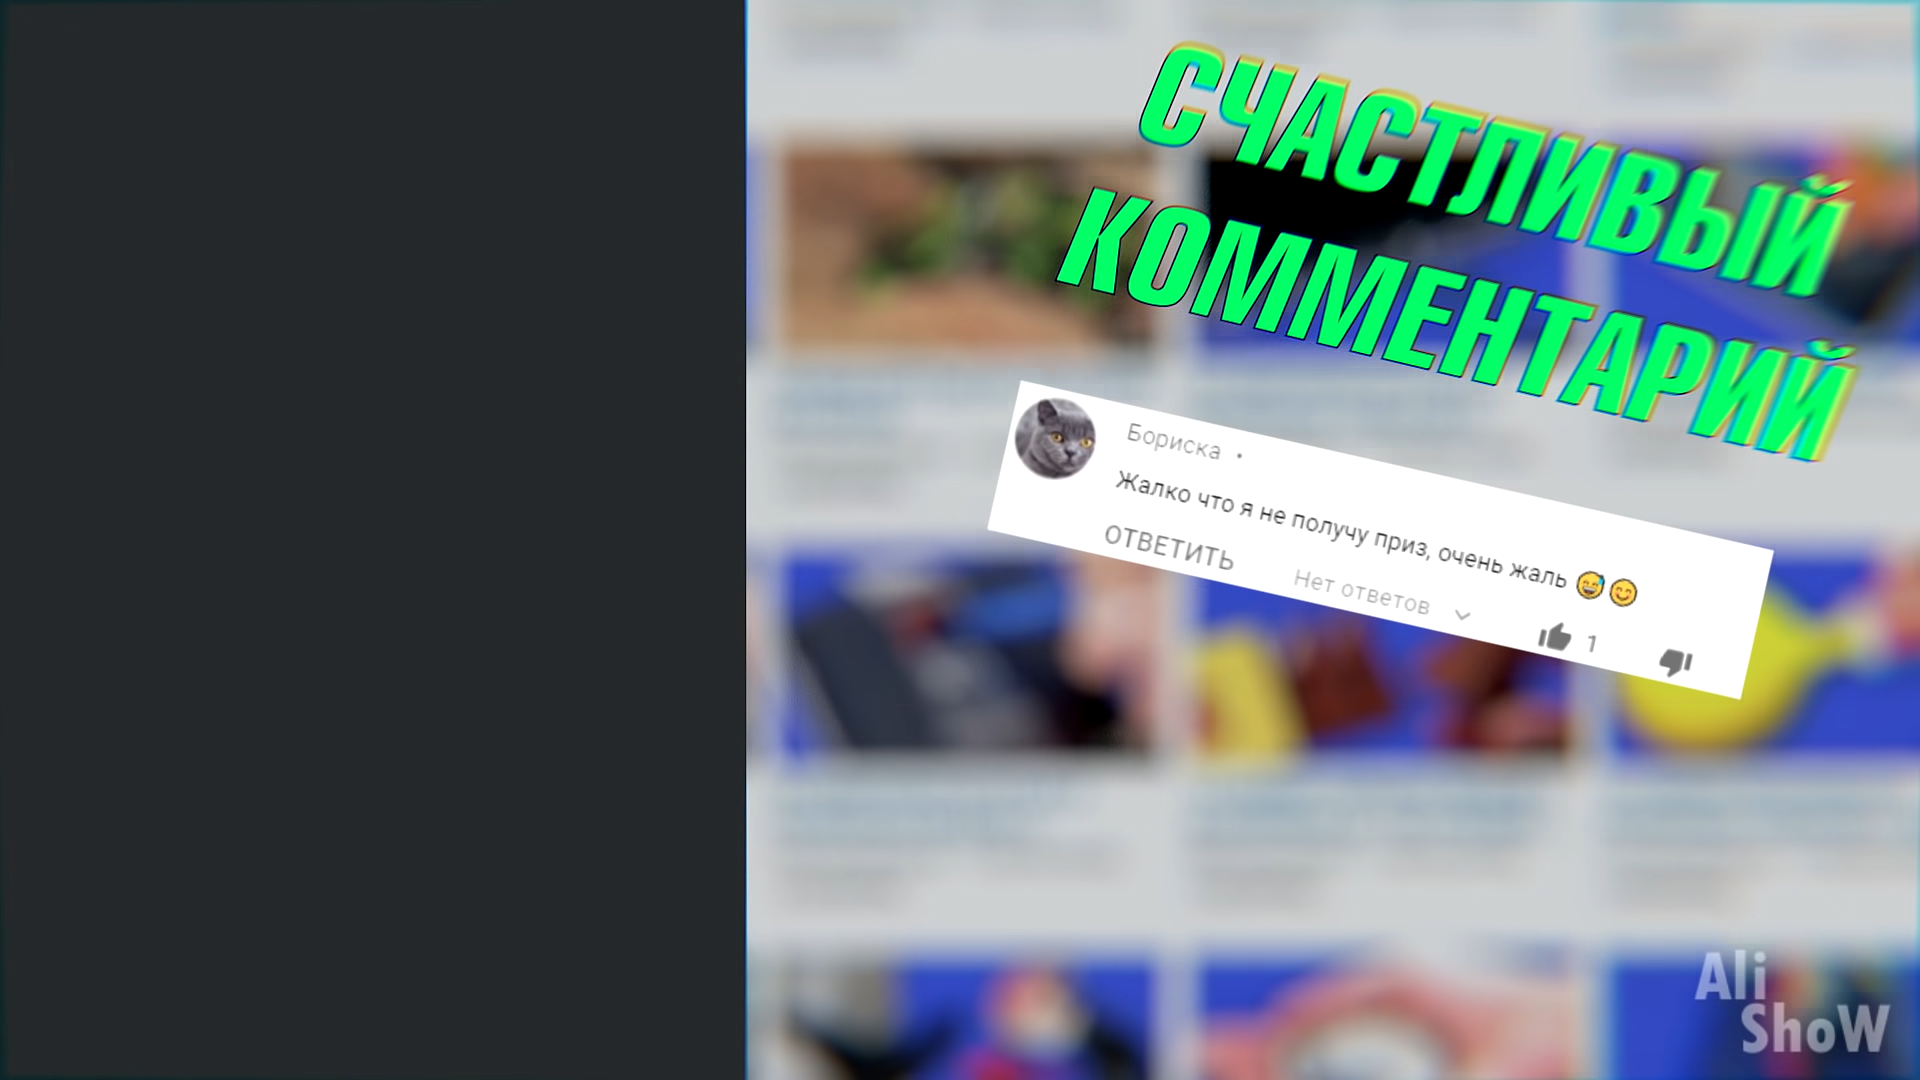 СЧАСТЛИВЫЙ
КОММЕНТАРИЙ
Бориска •
Жалко что я не получу приз, очень жаль 😅😊
ОТВЕТИТЬ
Нет ответов
1
Ali
ShoW